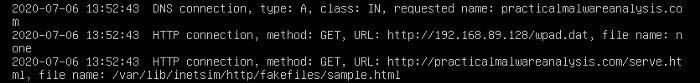 2020-07-06 13:52:43  DNS connection, type: A, class: IN, requested name: practicalmalwareanalysis.co
m
2020-07-06 13:52:43  HTTP connection, method: GET, URL: http://192.168.89.128/wpad.dat, file name: n
one
2020-07-06 13:52:43  HTTP connection, method: GET, URL: http://practicalmalwareanalysis.com/serve.ht
ml, file name: /var/lib/inetsim/http/fakefiles/sample.html